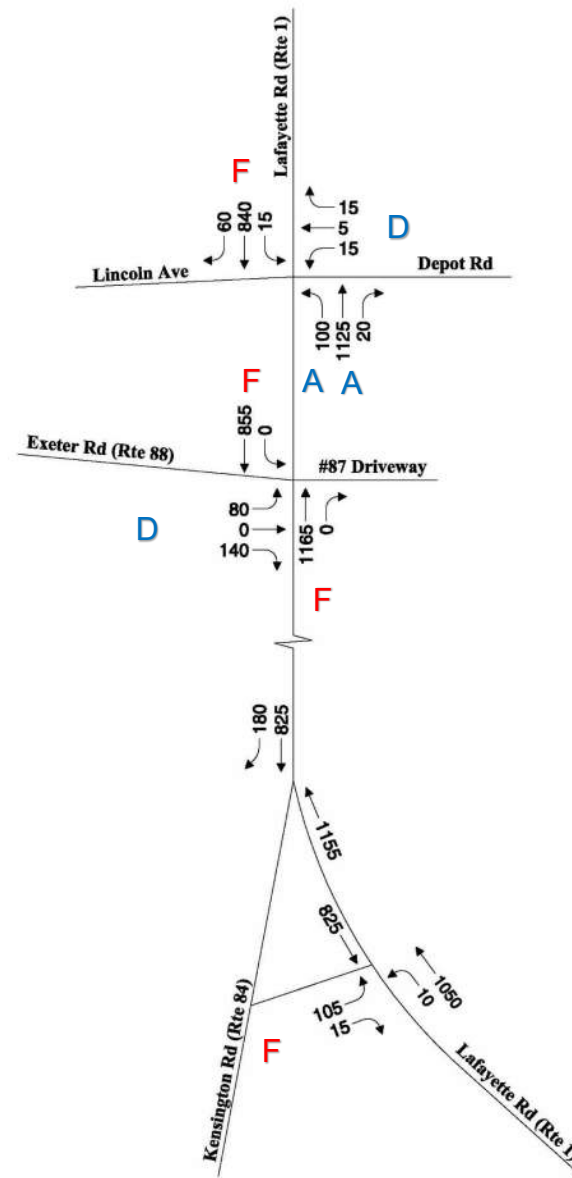 Lafayette Rd (Rte 1)
F
60
840
15
15
5
15
D
Lincoln Ave
Depot Rd
100
1125
20
F
A
A
855
0
Exeter Rd (Rte 88)
#87 Driveway
80
0
140
D
1165
0
F
180
825
1155
825
1050
10
105
15
Kensington Rd (Rte 84)
F
Lafayette Rd (Rte 1)